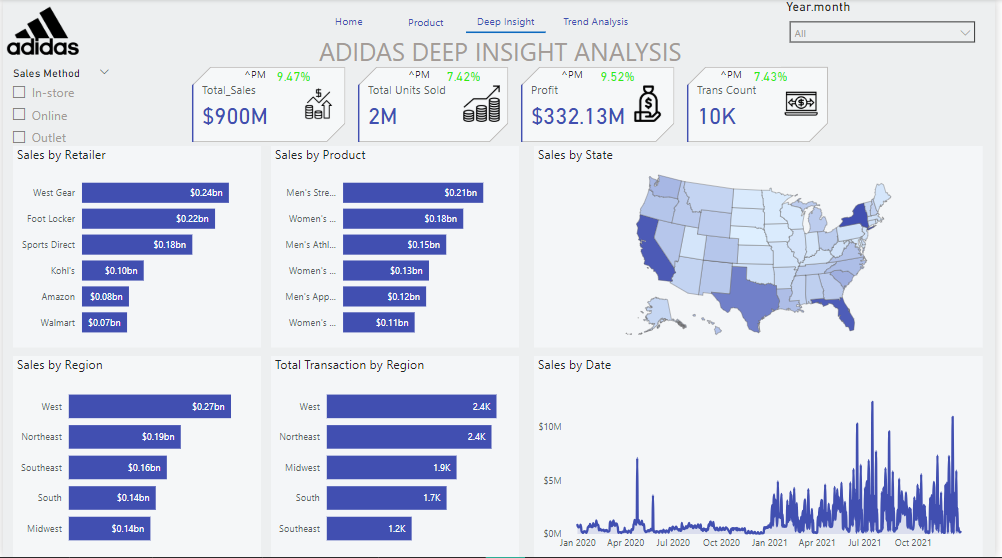 adidas
Home
Product
Deep Insight
Trend Analysis
Year.month
All
ADIDAS DEEP INSIGHT ANALYSIS
Sales Method
In-store
Online
Outlet
^PM 9.47%
Total_Sales
$900M
^PM 7.42%
Total Units Sold
2M
^PM 9.52%
Profit
$332.13M
^PM 7.43%
Trans Count
10K
Sales by Retailer
West Gear $0.24bn
Foot Locker $0.22bn
Sports Direct $0.18bn
Kohl's $0.10bn
Amazon $0.08bn
Walmart $0.07bn
Sales by Product
Men's Stre... $0.21bn
Women's ... $0.18bn
Men's Athl... $0.15bn
Women's ... $0.13bn
Men's App... $0.12bn
Women's ... $0.11bn
Sales by State
Sales by Region
West $0.27bn
Northeast $0.19bn
Southeast $0.16bn
South $0.14bn
Midwest $0.14bn
Total Transaction by Region
West 2.4K
Northeast 2.4K
Midwest 1.9K
South 1.7K
Southeast 1.2K
Sales by Date
$10M
$5M
$0M
Jan 2020 Apr 2020 Jul 2020 Oct 2020 Jan 2021 Apr 2021 Jul 2021 Oct 2021